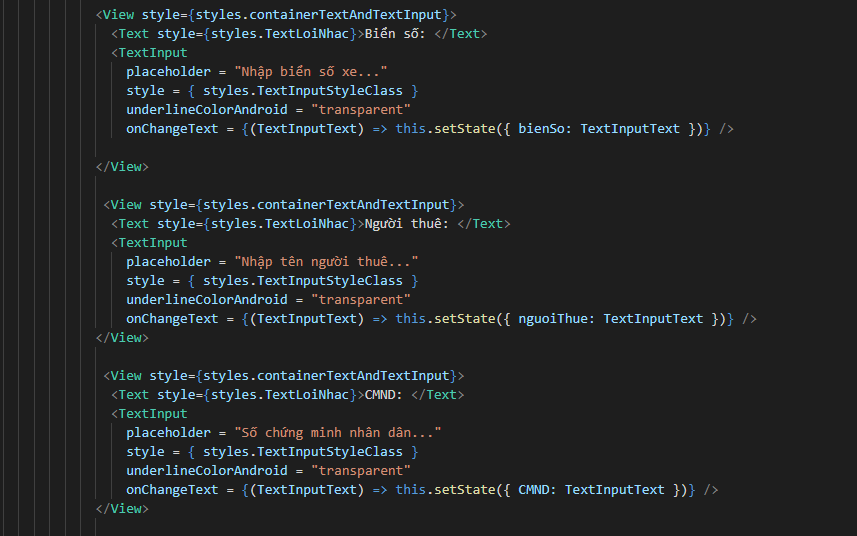 <View style={styles.containerTextAndTextInput}>
<Text style={styles.TextLoiNhac}>Biển số: </Text>
<TextInput
placeholder = "Nhập biển số xe..."
style = { styles.TextInputStyleClass }
underlineColorAndroid = "transparent"
onChangeText = {(TextInputText) => this.setState({ bienSo: TextInputText })} />
</View>
<View style={styles.containerTextAndTextInput}>
<Text style={styles.TextLoiNhac}>Người thuê: </Text>
<TextInput
placeholder = "Nhập tên người thuê..."
style = { styles.TextInputStyleClass }
underlineColorAndroid = "transparent"
onChangeText = {(TextInputText) => this.setState({ nguoiThue: TextInputText })} />
</View>
<View style={styles.containerTextAndTextInput}>
<Text style={styles.TextLoiNhac}>CMND: </Text>
<TextInput
placeholder = "Số chứng minh nhân dân..."
style = { styles.TextInputStyleClass }
underlineColorAndroid = "transparent"
onChangeText = {(TextInputText) => this.setState({ CMND: TextInputText })} />
</View>